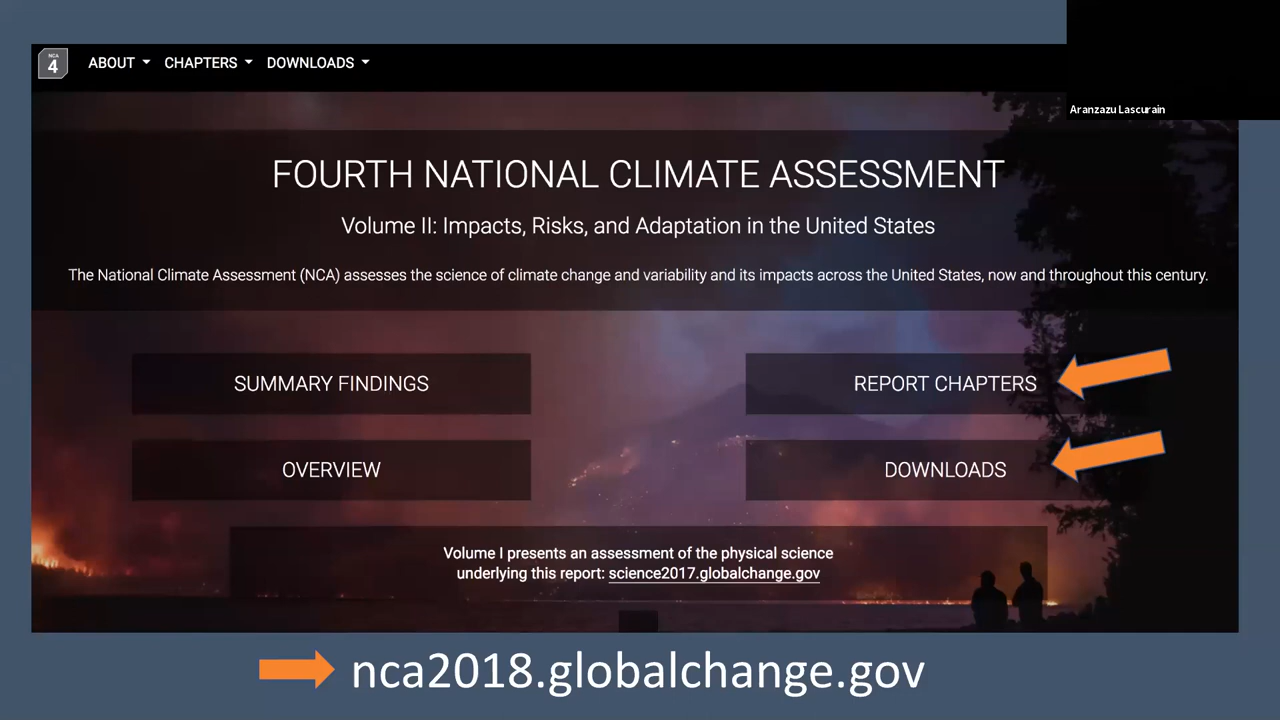 NCA
4
ABOUT CHAPTERS DOWNLOADS
Aranzazu Lascurain
FOURTH NATIONAL CLIMATE ASSESSMENT
Volume II: Impacts, Risks, and Adaptation in the United States
The National Climate Assessment (NCA) assesses the science of climate change and variability and its impacts across the United States, now and throughout this century.
SUMMARY FINDINGS
REPORT CHAPTERS
OVERVIEW
DOWNLOADS
Volume I presents an assessment of the physical science
underlying this report: science2017.globalchange.gov
nca2018.globalchange.gov